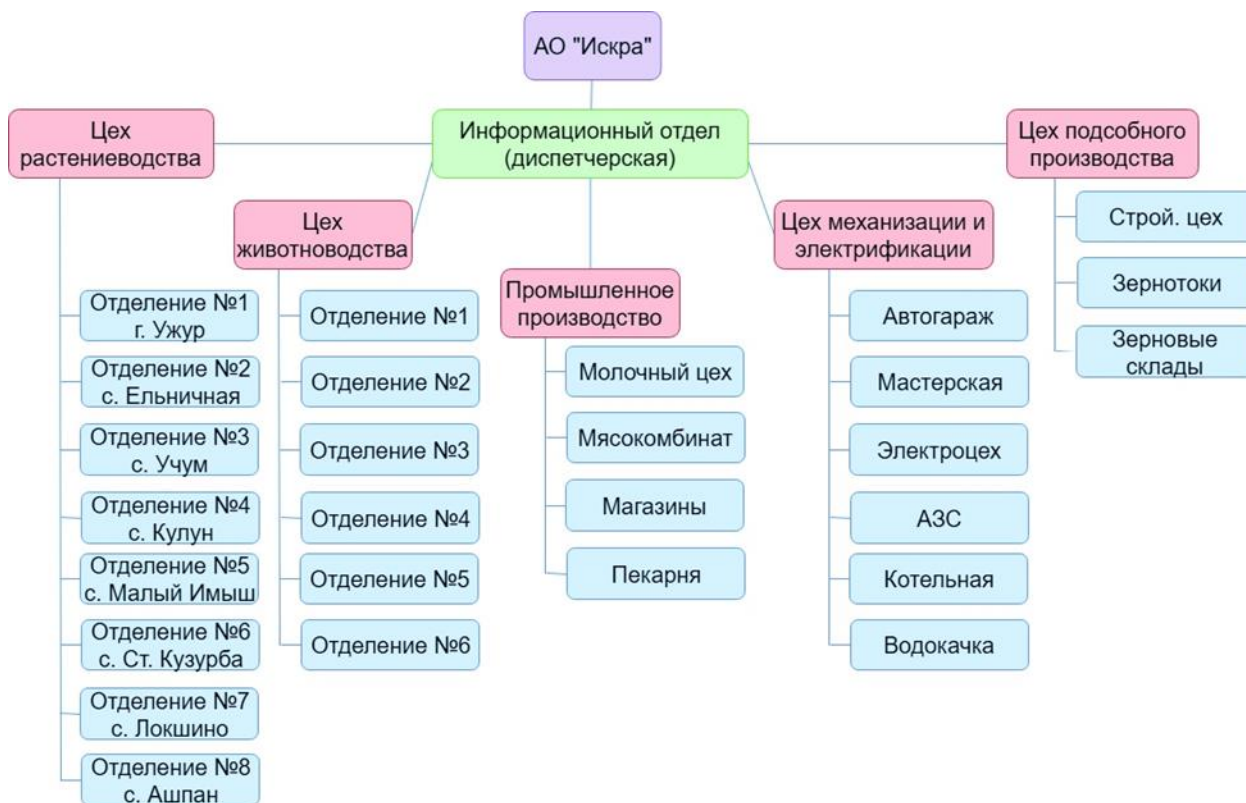 АО "Искра"
Информационный отдел
(диспетчерская)
Цех
растениеводства
Отделение №1
г. Ужур
Отделение №2
с. Ельничная
Отделение №3
с. Учум
Отделение №4
с. Кулун
Отделение №5
с. Малый Имыш
Отделение №6
с. Ст. Кузурба
Отделение №7
с. Локшино
Отделение №8
с. Ашпан
Цех
животноводства
Отделение №1
Отделение №2
Отделение №3
Отделение №4
Отделение №5
Отделение №6
Промышленное
производство
Молочный цех
Мясокомбинат
Магазины
Пекарня
Цех механизации и
электрификации
Автогараж
Мастерская
Электроцех
АЗС
Котельная
Водокачка
Цех подсобного
производства
Строй. цех
Зернотоки
Зерновые
склады